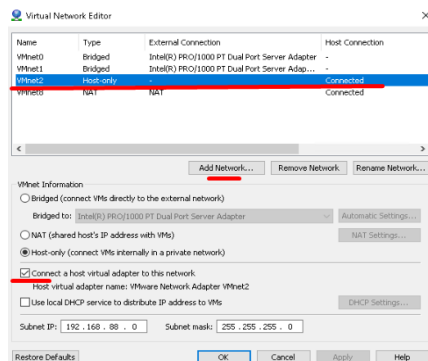 Virtual Network Editor
Name Type External Connection Host Connection
VMnet0 Bridged Intel(R) PRO/1000 PT Dual Port Server Adapter -
VMnet1 Bridged Intel(R) PRO/1000 PT Dual Port Server Adap... -
VMnet2 Host-only - Connected
VMnet8 NAT NAT Connected
Add Network... Remove Network Rename Network...
VMnet Information
Bridged (connect VMs directly to the external network)
Bridged to: Intel(R) PRO/1000 PT Dual Port Server Adapter Automatic Settings...
NAT (shared host's IP address with VMs) NAT Settings...
Host-only (connect VMs internally in a private network)
Connect a host virtual adapter to this network
Host virtual adapter name: VMware Network Adapter VMnet2
Use local DHCP service to distribute IP address to VMs DHCP Settings...
Subnet IP: 192 . 168 . 88 . 0 Subnet mask: 255 . 255 . 255 . 0
Restore Defaults OK Cancel Apply Help